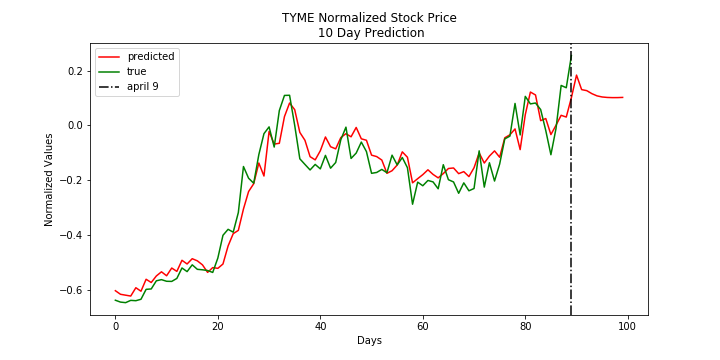 TYME Normalized Stock Price
10 Day Prediction
predicted
true
april 9
Normalized Values
0.2
0.0
−0.2
−0.4
−0.6
0
20
40
60
80
100
Days